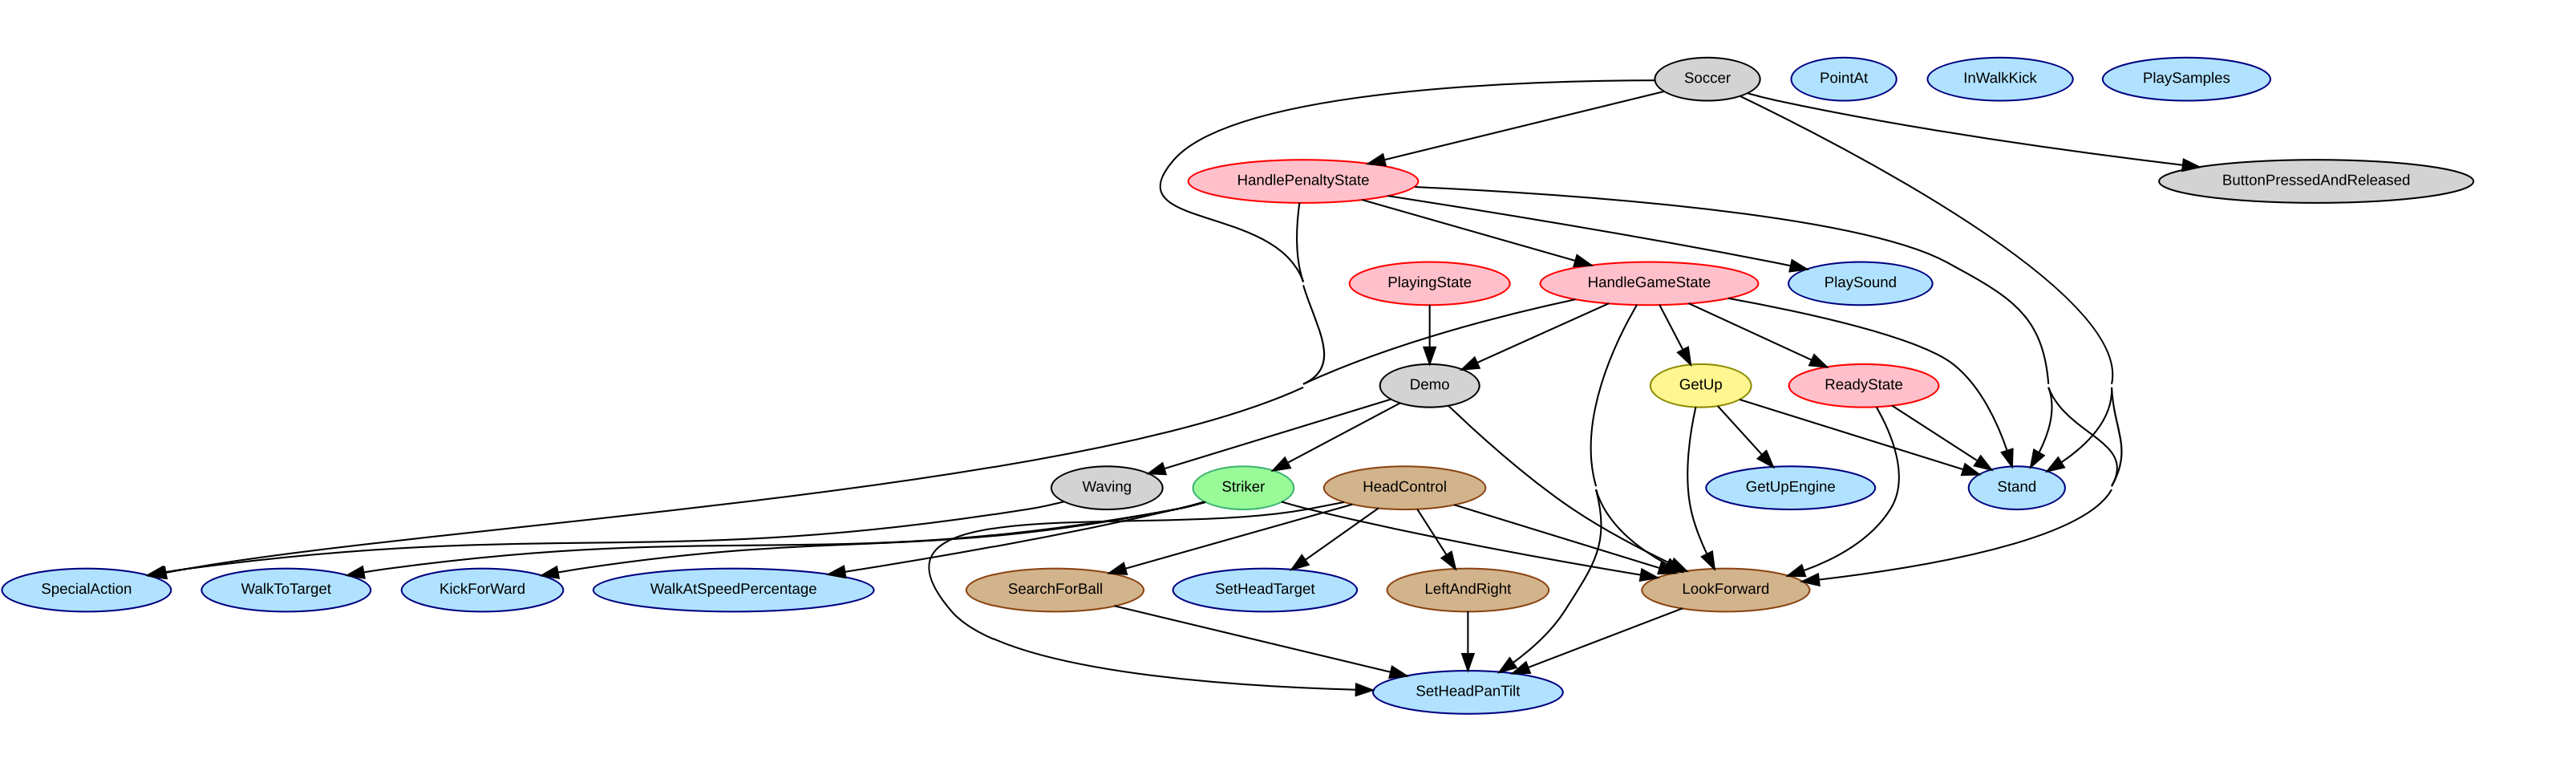 Soccer
PointAt
InWalkKick
PlaySamples
HandlePenaltyState
ButtonPressedAndReleased
PlayingState
HandleGameState
PlaySound
Demo
GetUp
ReadyState
Waving
Striker
HeadControl
GetUpEngine
Stand
SpecialAction
WalkToTarget
KickForWard
WalkAtSpeedPercentage
SearchForBall
SetHeadTarget
LeftAndRight
LookForward
SetHeadPanTilt